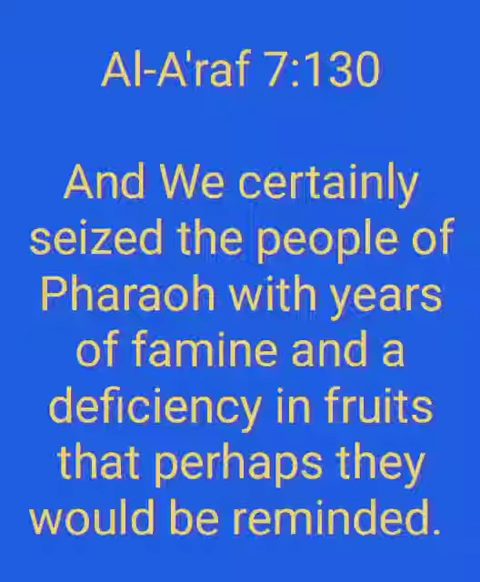 Al-A'raf 7:130
And We certainly
seized the people of
Pharaoh with years
of famine and a
deficiency in fruits
that perhaps they
would be reminded.